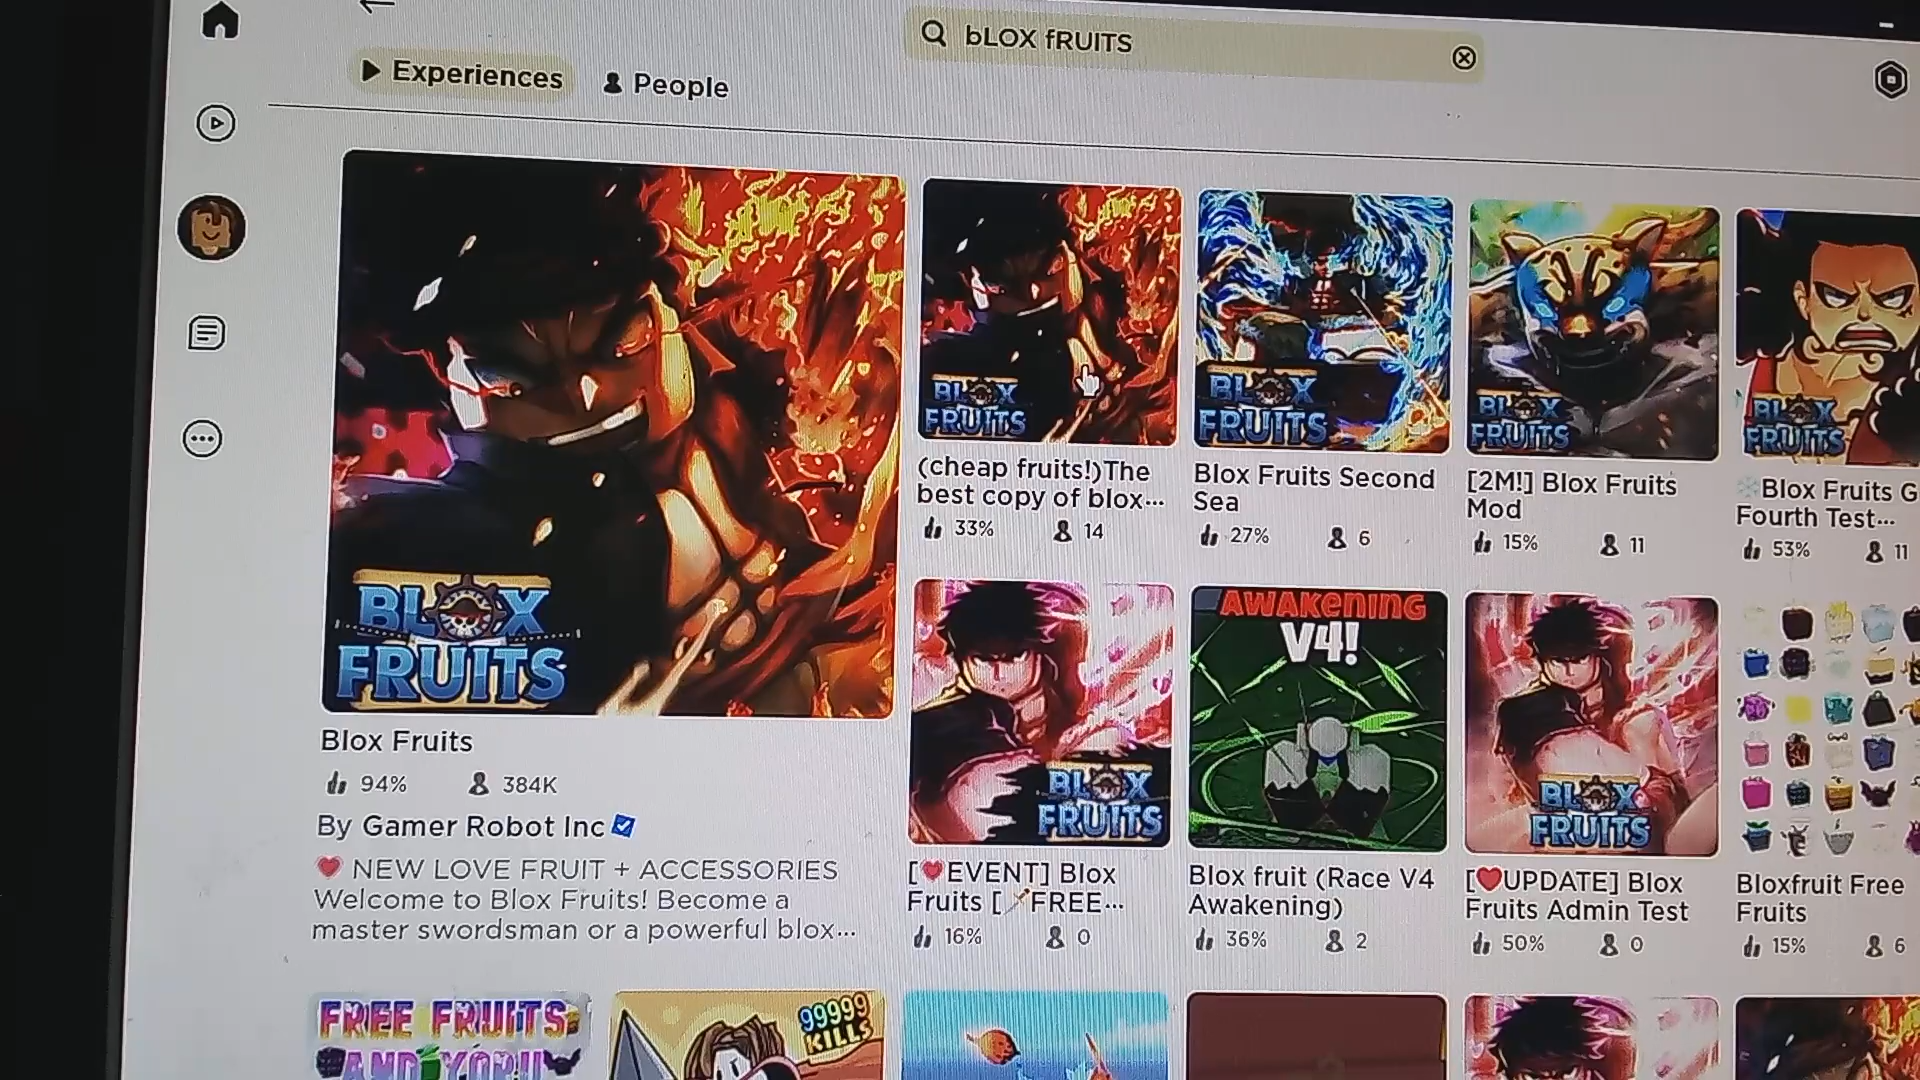 bLOX fRUITS
Experiences
People
BLOX
FRUITS
Blox Fruits
94% 384K
By Gamer Robot Inc
❤ NEW LOVE FRUIT + ACCESSORIES
Welcome to Blox Fruits! Become a
master swordsman or a powerful blox...
BLOX
FRUITS
(cheap fruits!)The
best copy of blox...
33% 14
BLOX
FRUITS
Blox Fruits Second
Sea
27% 6
BLOX
FRUITS
[2M!] Blox Fruits
Mod
15% 11
BLOX
FRUITS
❄Blox Fruits G
Fourth Test...
53% 11
BLOX
FRUITS
[❤EVENT] Blox
Fruits [🗡FREE...
16% 0
AWAKENING
V4!
Blox fruit (Race V4
Awakening)
36% 2
BLOX
FRUITS
[❤UPDATE] Blox
Fruits Admin Test
50% 0
Bloxfruit Free
Fruits
15% 6
FREE FRUITS
AND
99999
KILLS